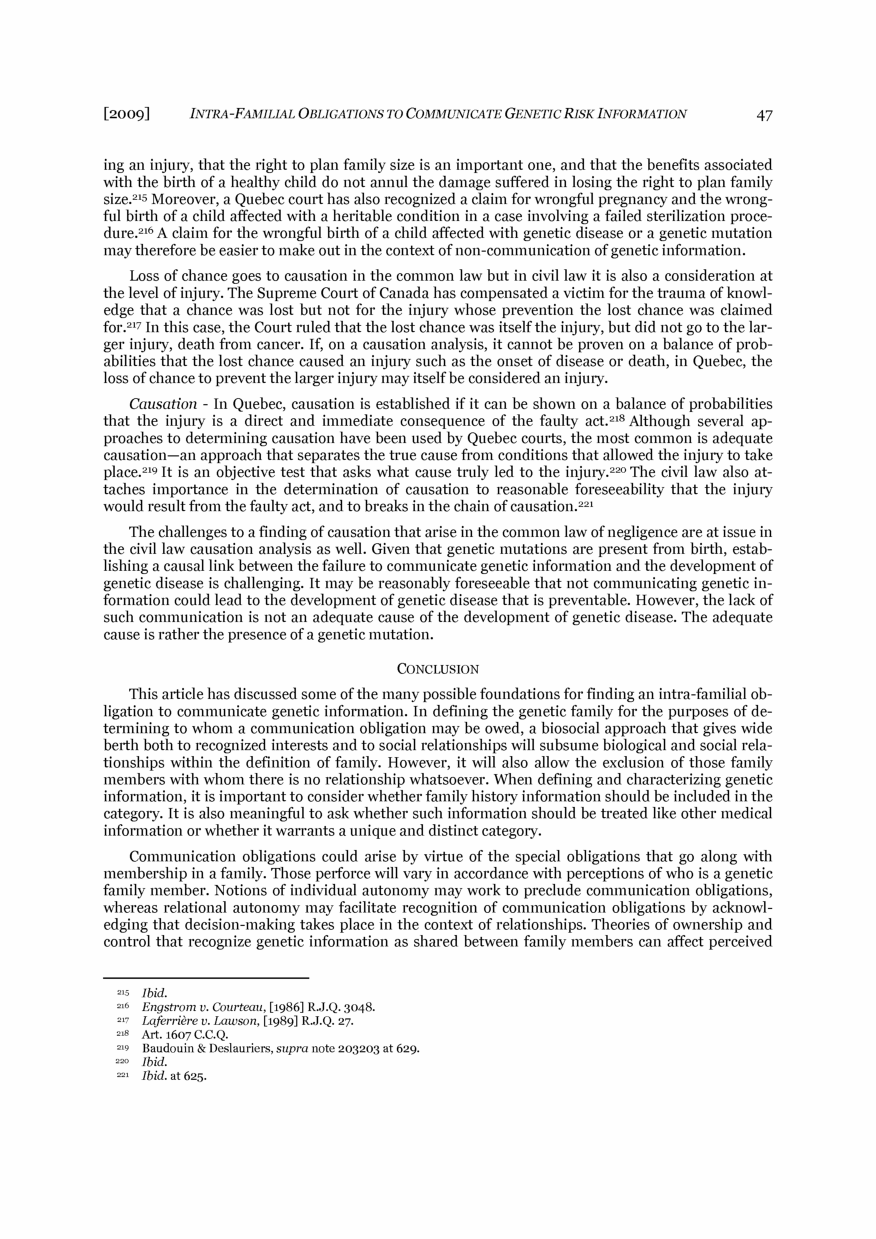 [2009] INTRA-FAMILIAL OBLIGATIONS TO COMMUNICATE GENETIC RISK INFORMATION 47
ing an injury, that the right to plan family size is an important one, and that the benefits associated
with the birth of a healthy child do not annul the damage suffered in losing the right to plan family
size.215 Moreover, a Quebec court has also recognized a claim for wrongful pregnancy and the wrong-
ful birth of a child affected with a heritable condition in a case involving a failed sterilization proce-
dure.216 A claim for the wrongful birth of a child affected with genetic disease or a genetic mutation
may therefore be easier to make out in the context of non-communication of genetic information.
Loss of chance goes to causation in the common law but in civil law it is also a consideration at
the level of injury. The Supreme Court of Canada has compensated a victim for the trauma of knowl-
edge that a chance was lost but not for the injury whose prevention the lost chance was claimed
for.217 In this case, the Court ruled that the lost chance was itself the injury, but did not go to the lar-
ger injury, death from cancer. If, on a causation analysis, it cannot be proven on a balance of prob-
abilities that the lost chance caused an injury such as the onset of disease or death, in Quebec, the
loss of chance to prevent the larger injury may itself be considered an injury.
Causation - In Quebec, causation is established if it can be shown on a balance of probabilities
that the injury is a direct and immediate consequence of the faulty act.218 Although several ap-
proaches to determining causation have been used by Quebec courts, the most common is adequate
causation—an approach that separates the true cause from conditions that allowed the injury to take
place.219 It is an objective test that asks what cause truly led to the injury.220 The civil law also at-
taches importance in the determination of causation to reasonable foreseeability that the injury
would result from the faulty act, and to breaks in the chain of causation.221
The challenges to a finding of causation that arise in the common law of negligence are at issue in
the civil law causation analysis as well. Given that genetic mutations are present from birth, estab-
lishing a causal link between the failure to communicate genetic information and the development of
genetic disease is challenging. It may be reasonably foreseeable that not communicating genetic in-
formation could lead to the development of genetic disease that is preventable. However, the lack of
such communication is not an adequate cause of the development of genetic disease. The adequate
cause is rather the presence of a genetic mutation.
CONCLUSION
This article has discussed some of the many possible foundations for finding an intra-familial ob-
ligation to communicate genetic information. In defining the genetic family for the purposes of de-
termining to whom a communication obligation may be owed, a biosocial approach that gives wide
berth both to recognized interests and to social relationships will subsume biological and social rela-
tionships within the definition of family. However, it will also allow the exclusion of those family
members with whom there is no relationship whatsoever. When defining and characterizing genetic
information, it is important to consider whether family history information should be included in the
category. It is also meaningful to ask whether such information should be treated like other medical
information or whether it warrants a unique and distinct category.
Communication obligations could arise by virtue of the special obligations that go along with
membership in a family. Those perforce will vary in accordance with perceptions of who is a genetic
family member. Notions of individual autonomy may work to preclude communication obligations,
whereas relational autonomy may facilitate recognition of communication obligations by acknowl-
edging that decision-making takes place in the context of relationships. Theories of ownership and
control that recognize genetic information as shared between family members can affect perceived
215 Ibid.
216 Engstrom v. Courteau, [1986] R.J.Q. 3048.
217 Laferrière v. Lawson, [1989] R.J.Q. 27.
218 Art. 1607 C.C.Q.
219 Baudouin & Deslauriers, supra note 203203 at 629.
220 Ibid.
221 Ibid. at 625.